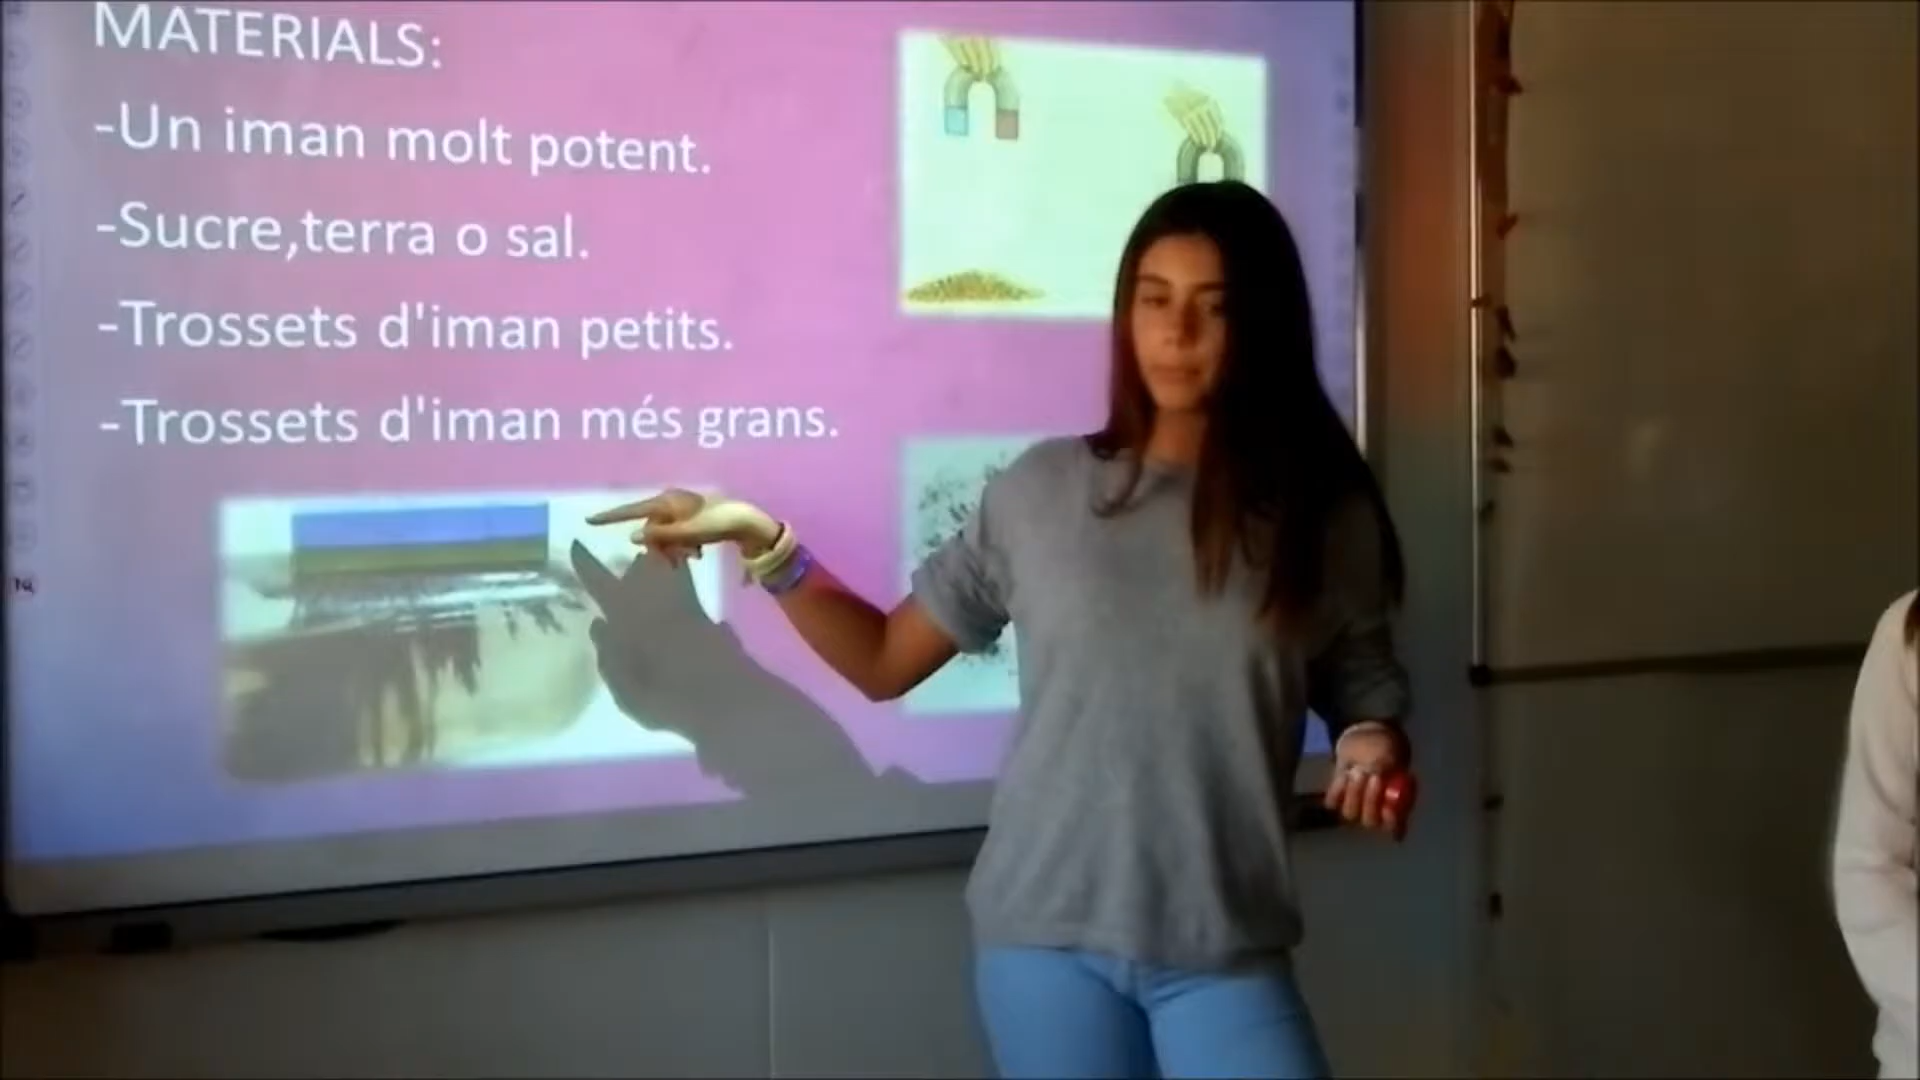 MATERIALS:
-Un iman molt potent.
-Sucre,terra o sal.
-Trossets d'iman petits.
-Trossets d'iman més grans.